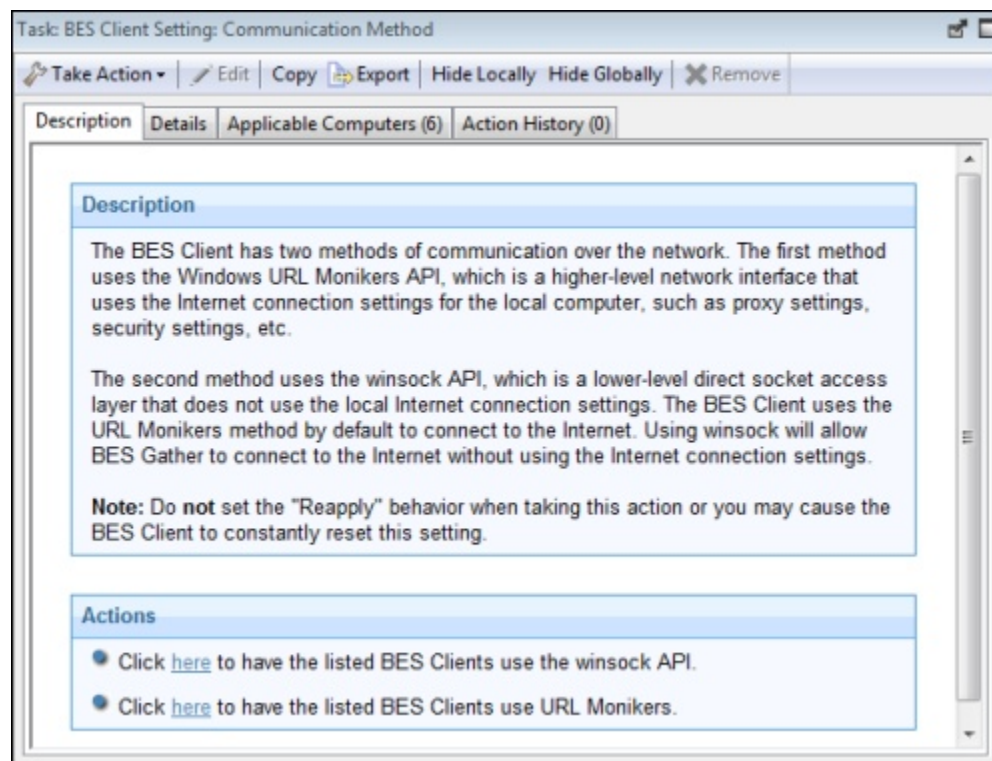 Task: BES Client Setting: Communication Method
Take Action Edit Copy Export Hide Locally Hide Globally Remove
Description Details Applicable Computers (6) Action History (0)
Description
The BES Client has two methods of communication over the network. The first method
uses the Windows URL Monikers API, which is a higher-level network interface that
uses the Internet connection settings for the local computer, such as proxy settings,
security settings, etc.
The second method uses the winsock API, which is a lower-level direct socket access
layer that does not use the local Internet connection settings. The BES Client uses the
URL Monikers method by default to connect to the Internet. Using winsock will allow
BES Gather to connect to the Internet without using the Internet connection settings.
Note: Do not set the "Reapply" behavior when taking this action or you may cause the
BES Client to constantly reset this setting.
Actions
Click here to have the listed BES Clients use the winsock API.
Click here to have the listed BES Clients use URL Monikers.